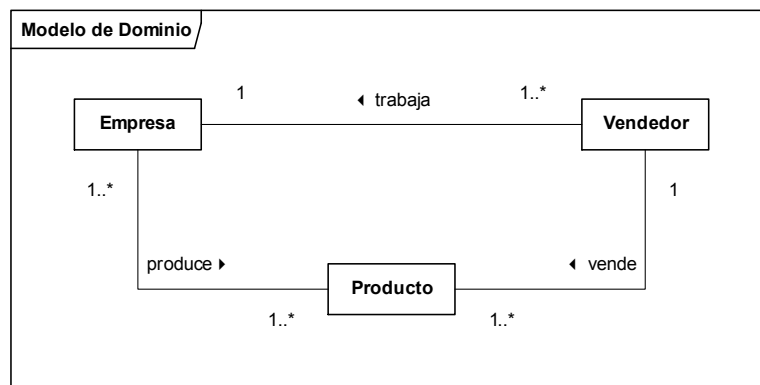 Modelo de Dominio
1
trabaja
1..*
Empresa
Vendedor
1..*
1
produce
vende
Producto
1..*
1..*